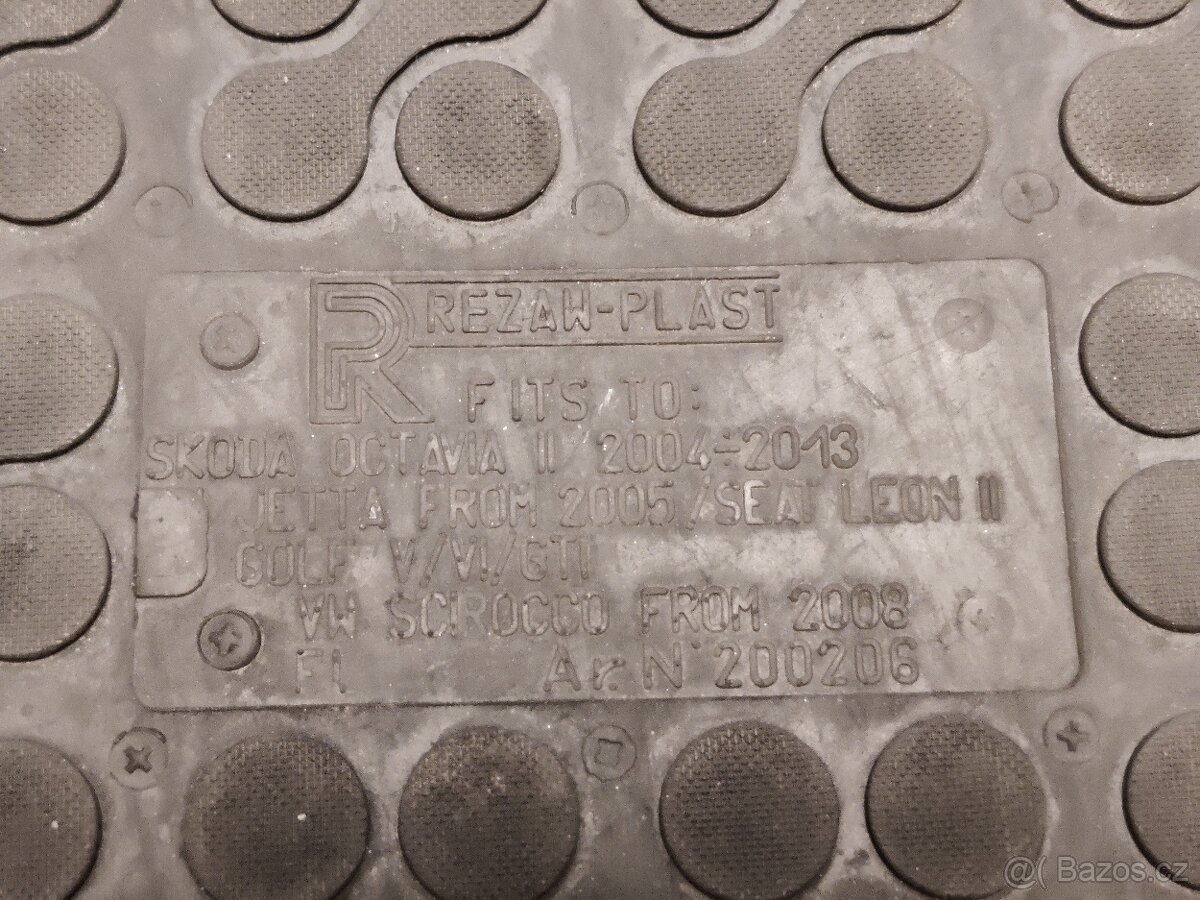 R REZAW-PLAST
FITS TO:
SKODA OCTAVIA II 2004÷2013
JETTA FROM 2005/SEAT LEON II
GOLF V/VI/GTI
VW SCIROCCO FROM 2008
FL Ar.N° 200206
@( Bazos.cz